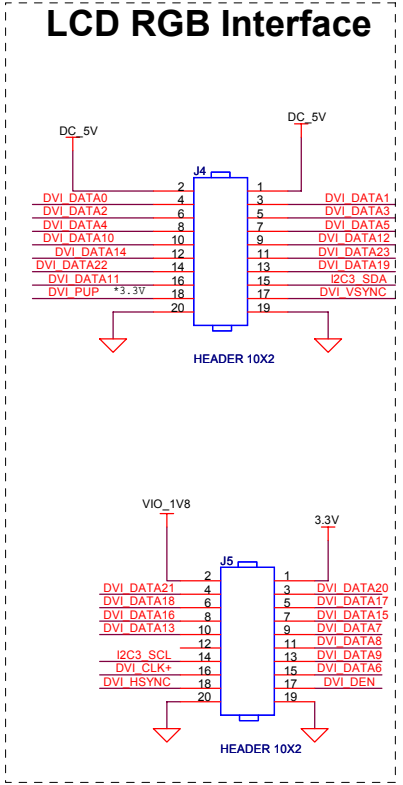 LCD RGB Interface
DC_5V DC_5V
J4
2 1
DVI_DATA0 4 3 DVI_DATA1
DVI_DATA2 6 5 DVI_DATA3
DVI_DATA4 8 7 DVI_DATA5
DVI_DATA10 10 9 DVI_DATA12
DVI_DATA14 12 11 DVI_DATA23
DVI_DATA22 14 13 DVI_DATA19
DVI_DATA11 16 15 I2C3_SDA
DVI_PUP *3.3V 18 17 DVI_VSYNC
20 19
HEADER 10X2
VIO_1V8 3.3V
J5
2 1
DVI_DATA21 4 3 DVI_DATA20
DVI_DATA18 6 5 DVI_DATA17
DVI_DATA16 8 7 DVI_DATA15
DVI_DATA13 10 9 DVI_DATA7
12 11 DVI_DATA8
I2C3_SCL 14 13 DVI_DATA9
DVI_CLK+ 16 15 DVI_DATA6
DVI_HSYNC 18 17 DVI_DEN
20 19
HEADER 10X2